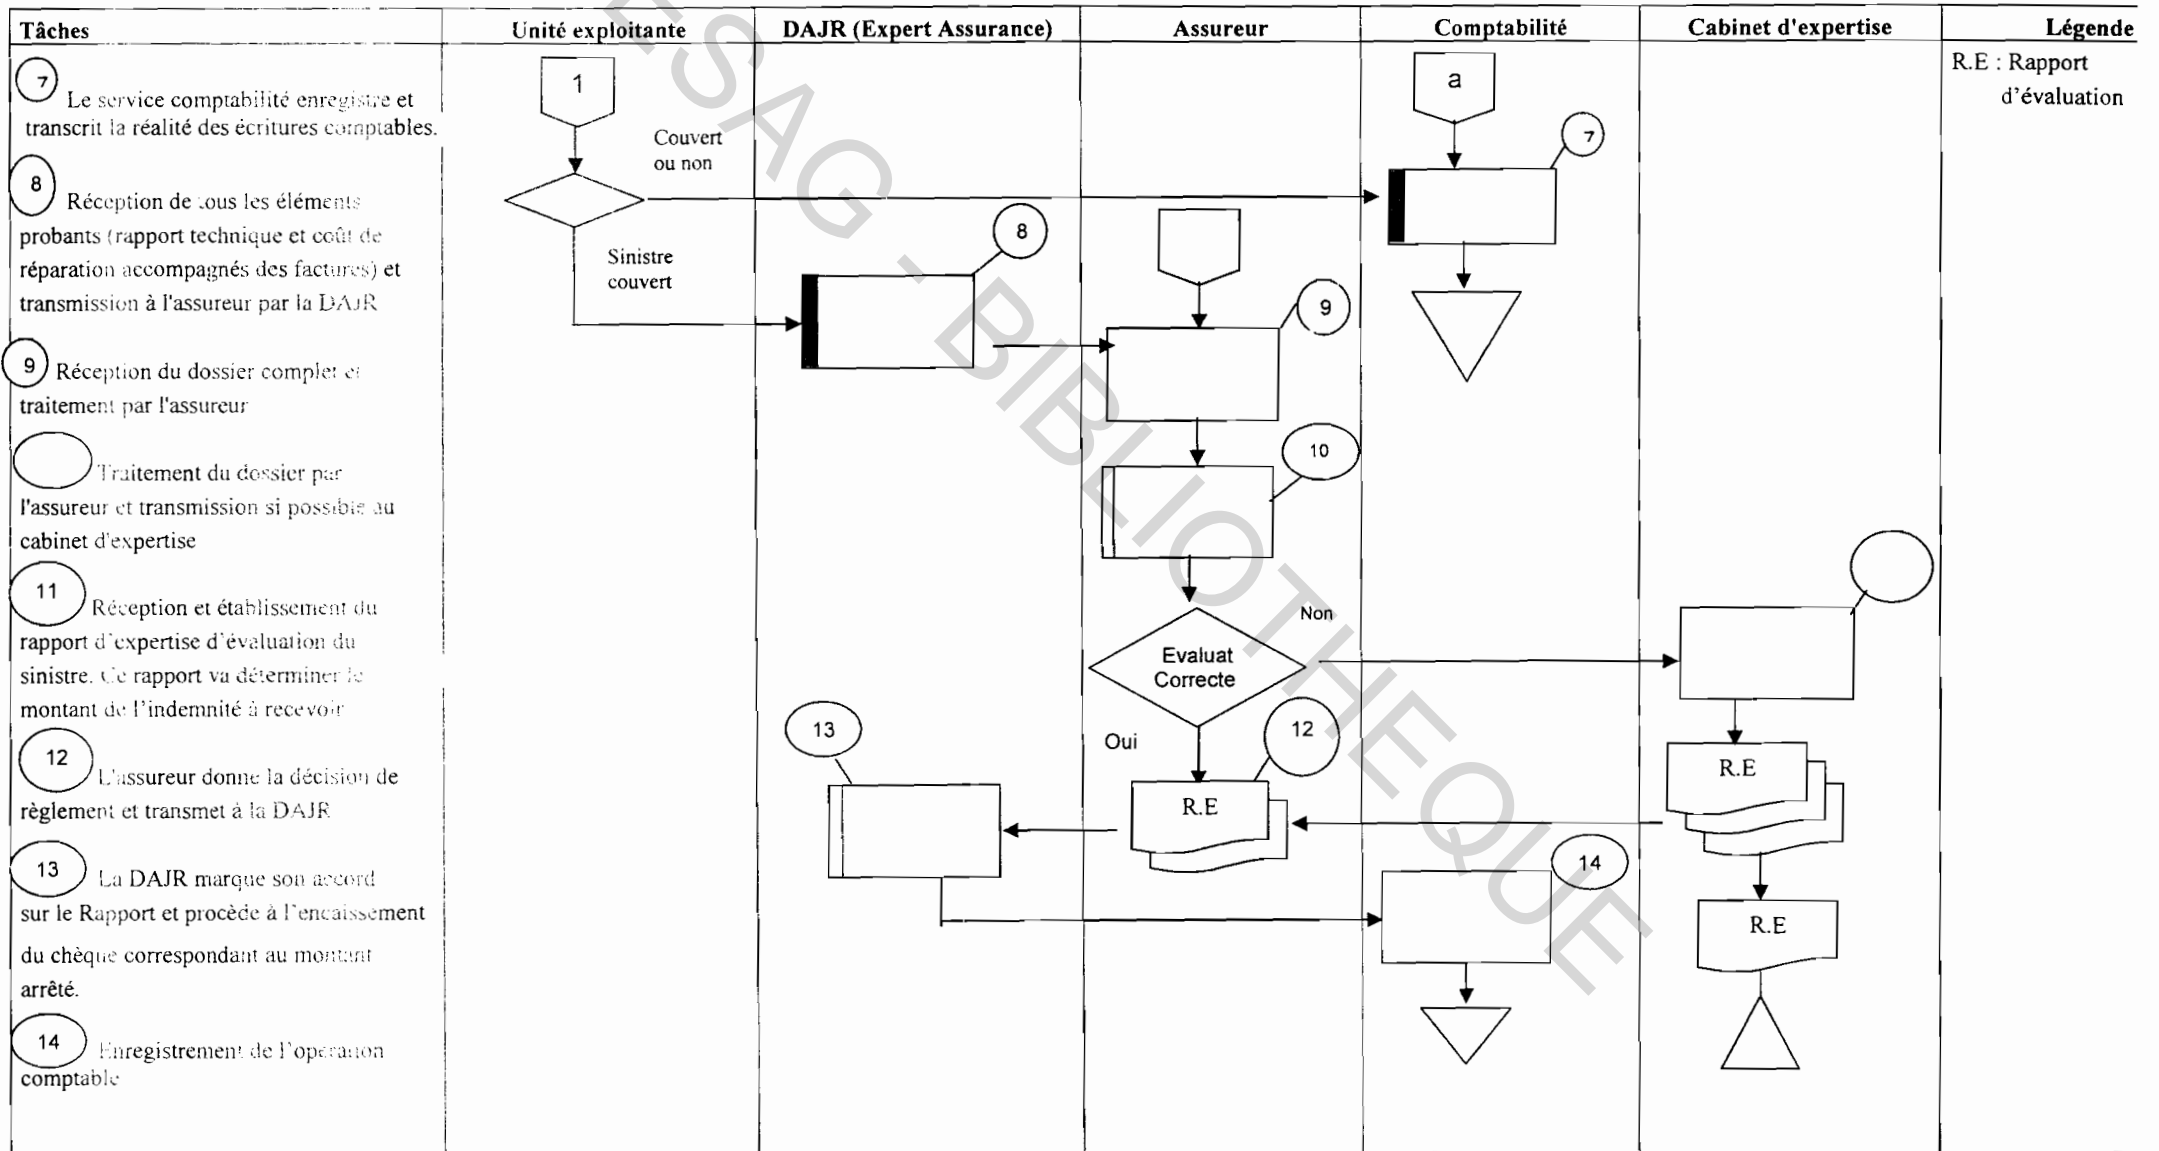 Tâches
Unité exploitante
DAJR (Expert Assurance)
Assureur
Comptabilité
Cabinet d'expertise
Légende
7
Le service comptabilité enregistre et
transcrit la réalité des écritures comptables.
8
Réception de tous les éléments
probants (rapport technique et coût de
réparation accompagnés des factures) et
transmission à l'assureur par la DAJR
9
Réception du dossier complet et
traitement par l'assureur
Traitement du dossier par
l'assureur et transmission si possible au
cabinet d'expertise
11
Réception et établissement du
rapport d'expertise d'évaluation du
sinistre. Ce rapport va déterminer le
montant de l'indemnité à recevoir
12
L'assureur donne la décision de
règlement et transmet à la DAJR
13
La DAJR marque son accord
sur le Rapport et procède à l'encaissement
du chèque correspondant au montant
arrêté.
14
Enregistrement de l'opération
comptable
1
Couvert
ou non
Sinistre
couvert
8
13
9
10
Evaluat
Correcte
Non
Oui
12
R.E
a
7
14
R.E
R.E
R.E : Rapport
d'évaluation
ESAG - BIBLIOTHEQUE